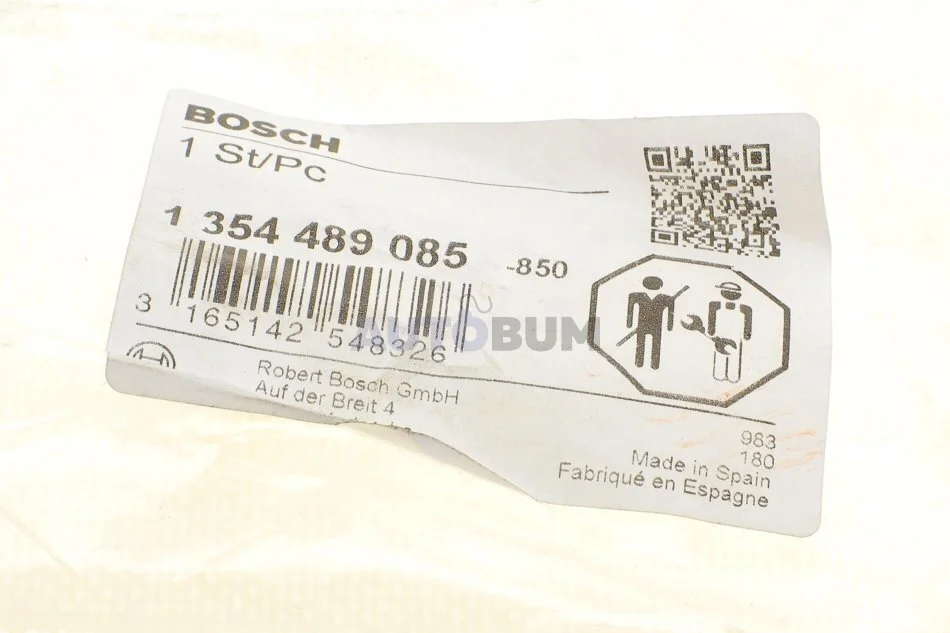 BOSCH
1 St/Pc
1 354 489 085 -850
3 165142 548326
AUTOBUM
Robert Bosch GmbH
Auf der Breit 4
983
180
Made in Spain
Fabriqué en Espagne